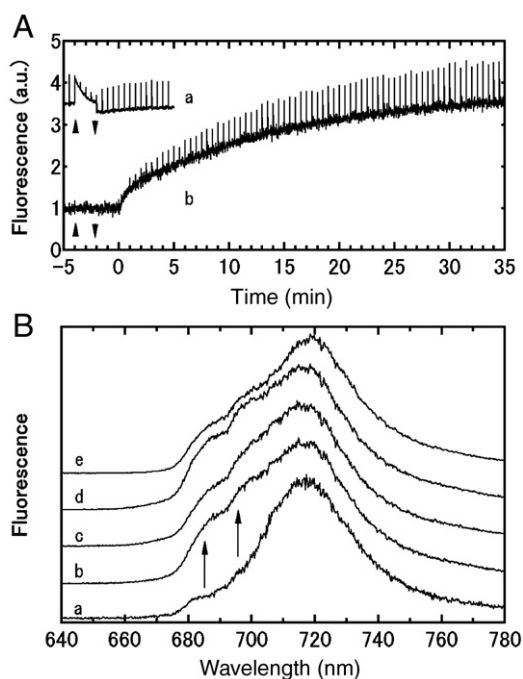 A
5
4
3
2
1
0
Fluorescence (a.u.)
a
b
−5 0 5 10 15 20 25 30 35
Time (min)
B
Fluorescence
e
d
c
b
a
640 660 680 700 720 740 760 780
Wavelength (nm)